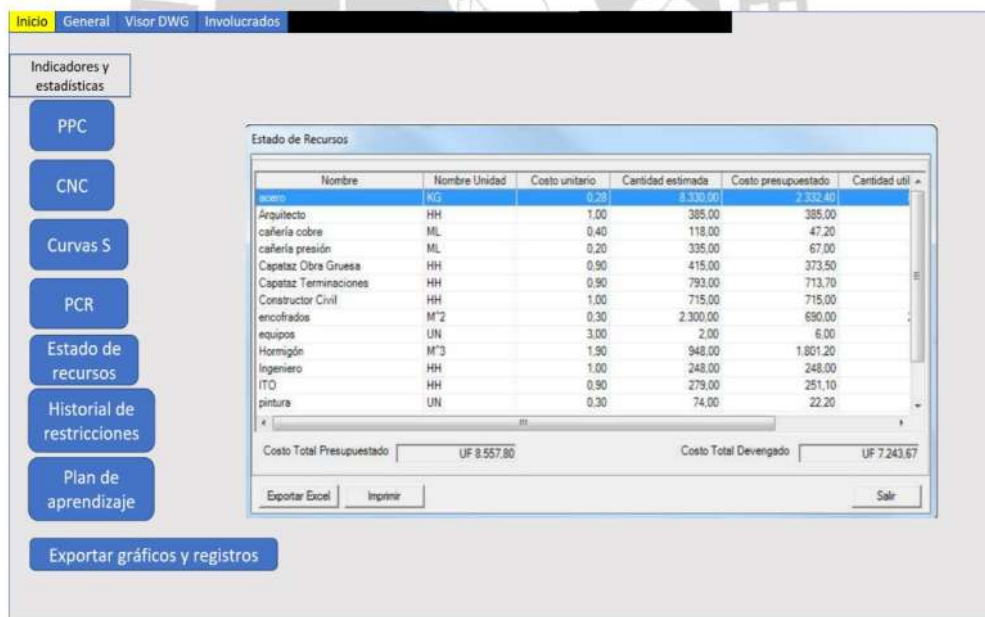 Inicio General Visor DWG Involucrados
Indicadores y
estadísticas
PPC
CNC
Curvas S
PCR
Estado de
recursos
Historial de
restricciones
Plan de
aprendizaje
Exportar gráficos y registros
Estado de Recursos
Nombre Nombre Unidad Costo unitario Cantidad estimada Costo presupuestado Cantidad util
acero KG 0,28 8.330,00 2.332,40
Arquitecto HH 1,00 385,00 385,00
cañería cobre ML 0,40 118,00 47,20
cañería presión ML 0,20 335,00 67,00
Capataz Obra Gruesa HH 0,90 415,00 373,50
Capataz Terminaciones HH 0,90 793,00 713,70
Constructor Civil HH 1,00 715,00 715,00
encofrados M^2 0,30 2.300,00 690,00
equipos UN 3,00 2,00 6,00
Hormigón M^3 1,90 948,00 1.801,20
Ingeniero HH 1,00 248,00 248,00
ITO HH 0,90 279,00 251,10
pintura UN 0,30 74,00 22,20
Costo Total Presupuestado UF 8.557,80 Costo Total Devengado UF 7.243,67
Exportar Excel Imprimir Salir